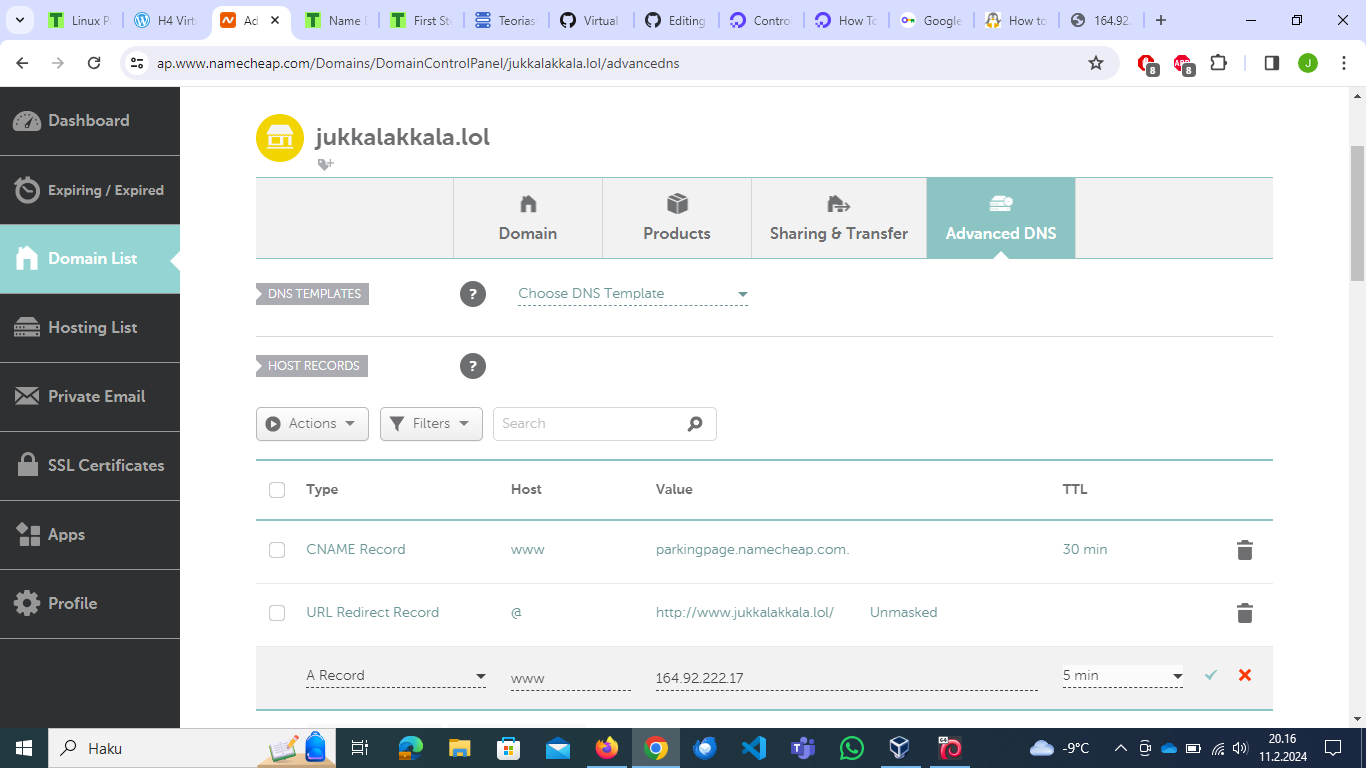 Linux P
H4 Virtu
Ad
Name
First St
Teorias
Virtual
Editing
Contro
How To
Google
How to
164.92.
ap.www.namecheap.com/Domains/DomainControlPanel/jukkalakkala.lol/advancedns
8
8
J
Dashboard
Expiring / Expired
Domain List
Hosting List
Private Email
SSL Certificates
Apps
Profile
jukkalakkala.lol
Domain
Products
Sharing & Transfer
Advanced DNS
DNS TEMPLATES
?
Choose DNS Template
HOST RECORDS
?
Actions
Filters
Search
Type Host Value TTL
CNAME Record www parkingpage.namecheap.com. 30 min
URL Redirect Record @ http://www.jukkalakkala.lol/ Unmasked
A Record www 164.92.222.17 5 min
Haku
-9°C
20.16
11.2.2024